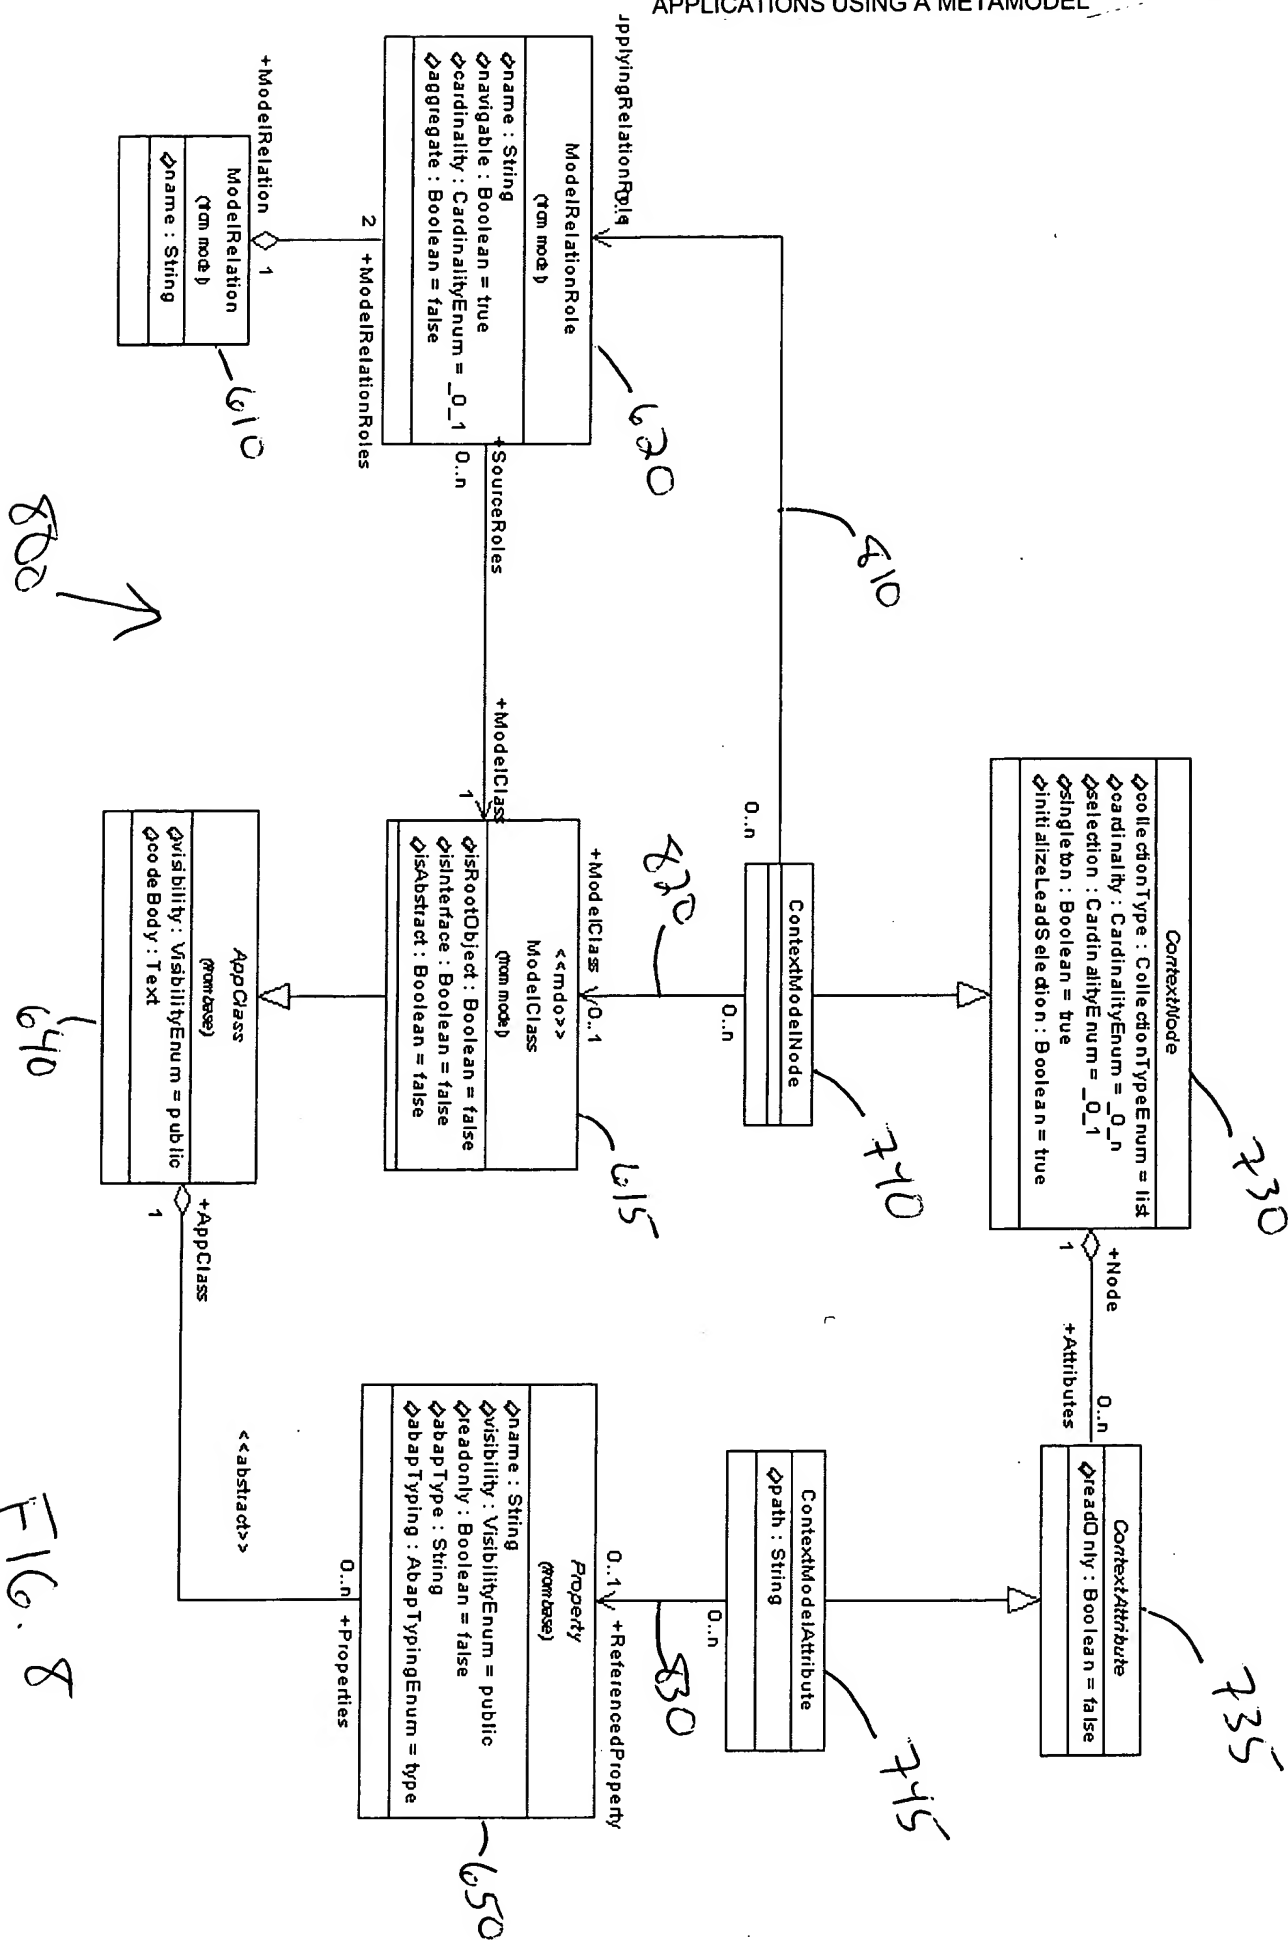 APPLICATIONS USING A METAMODEL
ContextNode
collectionType : CollectionTypeEnum = list
cardinality : CardinalityEnum = _0_n
selection : CardinalityEnum = _0_1
singleton : Boolean = true
initializeLeadSelection : Boolean = true
730
+Node
1
0..n
+Attributes
ContextAttribute
readOnly : Boolean = false
735
ContextModelNode
740
0..n
0..n
810
820
ContextModelAttribute
path : String
745
0..n
830
0..1
+ReferencedProperty
ModelRelationRole
name : String
navigable : Boolean = true
cardinality : CardinalityEnum = _0_1
aggregate : Boolean = false
620
+SourceRoles
0..n
+ModelClass
1
+ModelClass
0..1
<<mdo>>
ModelClass
(from model)
isRootObject : Boolean = false
isInterface : Boolean = false
isAbstract : Boolean = false
615
Property
(from base)
name : String
visibility : VisibilityEnum = public
readonly : Boolean = false
abapType : String
abapTyping : AbapTypingEnum = type
650
2
+ModelRelationRoles
+ModelRelation
1
ModelRelation
name : String
610
AppClass
(from base)
visibility : VisibilityEnum = public
codeBody : Text
640
+AppClass
1
<<abstract>>
0..n
+Properties
800
FIG. 8